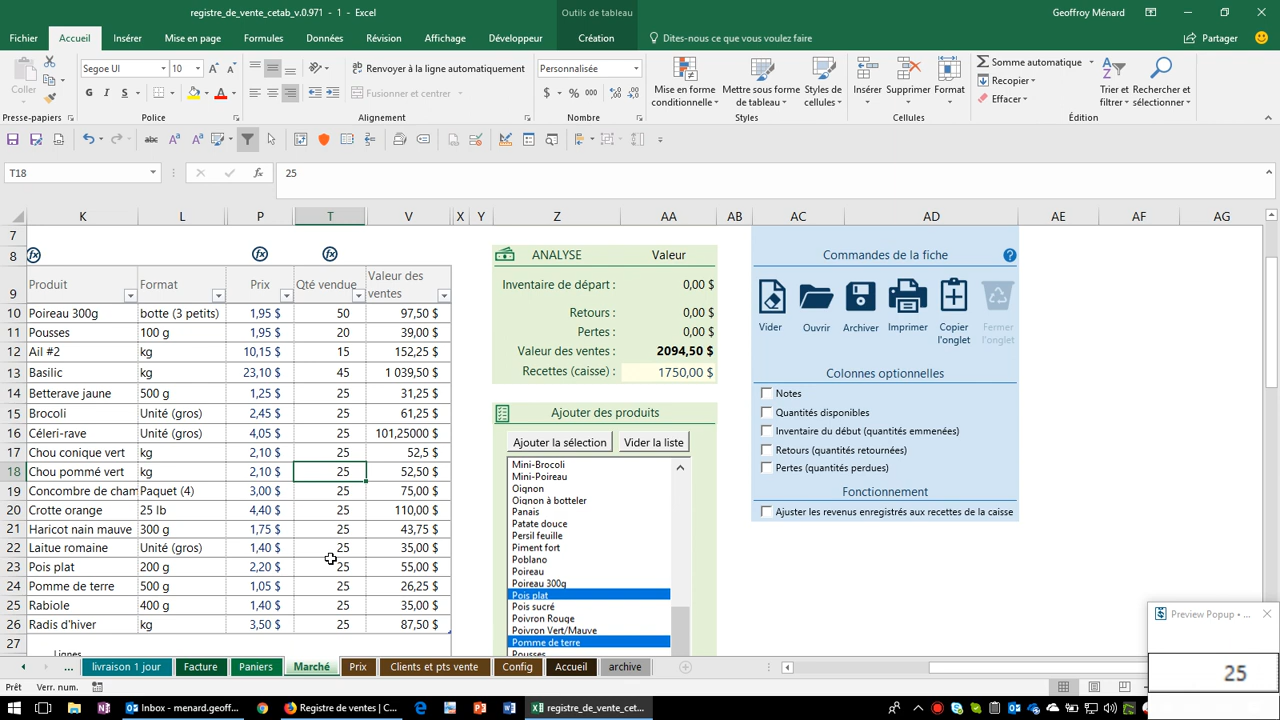 registre_de_vente_cetab_v.0.971 - 1 - Excel
Outils de tableau
Geoffroy Ménard
Fichier Accueil Insérer Mise en page Formules Données Révision Affichage Développeur Création Dites-nous ce que vous voulez faire Partager
Coller
Segoe UI 10
Renvoyer à la ligne automatiquement
Personnalisée
Somme automatique
Recopier
Effacer
G N S
Fusionner et centrer
$ % 000
Mise en forme conditionnelle
Mettre sous forme de tableau
Styles de cellules
Insérer Supprimer Format
Trier et filtrer
Rechercher et sélectionner
Presse-papiers Police Alignement Nombre Styles Cellules Édition
T18 fx 25
K L P T V X Y Z AA AB AC AD AE AF AG
7
8
9 Produit Format Prix Qté vendue Valeur des ventes
10 Poireau 300g botte (3 petits) 1,95 $ 50 97,50 $
11 Pousses 100 g 1,95 $ 20 39,00 $
12 Ail #2 kg 10,15 $ 15 152,25 $
13 Basilic kg 23,10 $ 45 1 039,50 $
14 Betterave jaune 500 g 1,25 $ 25 31,25 $
15 Brocoli Unité (gros) 2,45 $ 25 61,25 $
16 Céleri-rave Unité (gros) 4,05 $ 25 101,25000 $
17 Chou conique vert kg 2,10 $ 25 52,5 $
18 Chou pommé vert kg 2,10 $ 25 52,50 $
19 Concombre de cham Paquet (4) 3,00 $ 25 75,00 $
20 Crotte orange 25 lb 4,40 $ 25 110,00 $
21 Haricot nain mauve 300 g 1,75 $ 25 43,75 $
22 Laitue romaine Unité (gros) 1,40 $ 25 35,00 $
23 Pois plat 200 g 2,20 $ 25 55,00 $
24 Pomme de terre 500 g 1,05 $ 25 26,25 $
25 Rabiole 400 g 1,40 $ 25 35,00 $
26 Radis d'hiver kg 3,50 $ 25 87,50 $
27
Lignes
ANALYSE Valeur
Inventaire de départ : 0,00 $
Retours : 0,00 $
Pertes : 0,00 $
Valeur des ventes : 2094,50 $
Recettes (caisse) : 1750,00 $
Ajouter des produits
Ajouter la sélection Vider la liste
Mini-Brocoli
Mini-Poireau
Oignon
Oignon à botteler
Panais
Patate douce
Persil feuille
Piment fort
Poblano
Poireau
Poireau 300g
Pois plat
Pois sucré
Poivron Rouge
Poivron Vert/Mauve
Pomme de terre
Pousses
Commandes de la fiche ?
Vider Ouvrir Archiver Imprimer Copier l'onglet Fermer l'onglet
Colonnes optionnelles
Notes
Quantités disponibles
Inventaire du début (quantités emmenées)
Retours (quantités retournées)
Pertes (quantités perdues)
Fonctionnement
Ajuster les revenus enregistrés aux recettes de la caisse
Preview Popup •
25
... livraison 1 jour Facture Paniers Marché Prix Clients et pts vente Config Accueil archive
Prêt Verr. num.
Inbox - menard.geoff... Registre de ventes | C... registre_de_vente_ce...